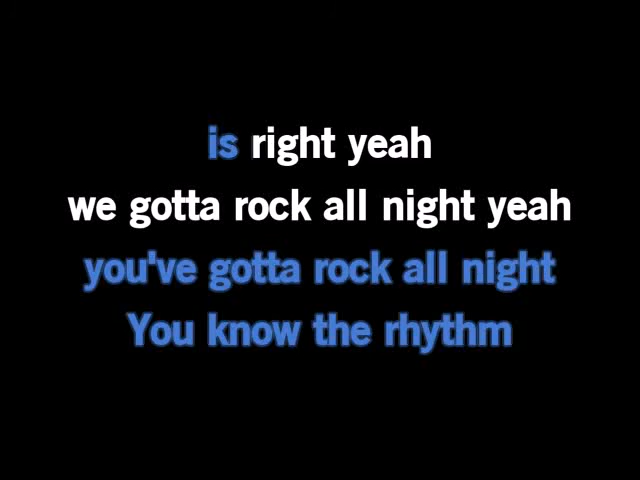 is right yeah
we gotta rock all night yeah
you've gotta rock all night
You know the rhythm